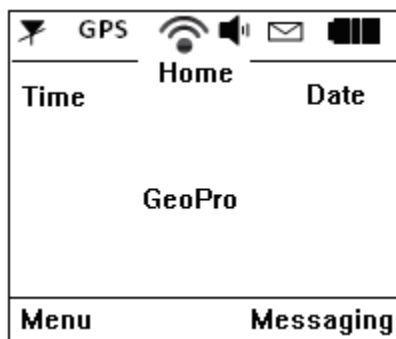 GPS
Home
Time Date
GeoPro
Menu Messaging